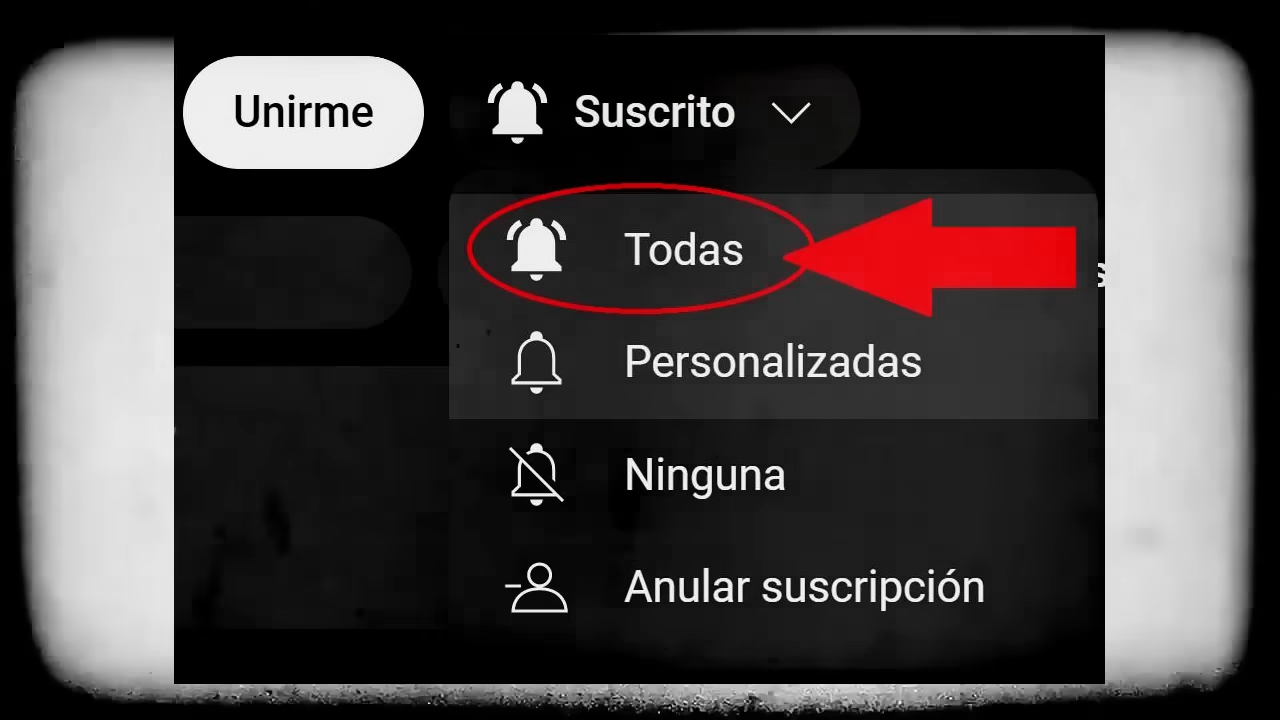 Unirme
Suscrito
Todas
Personalizadas
Ninguna
Anular suscripción